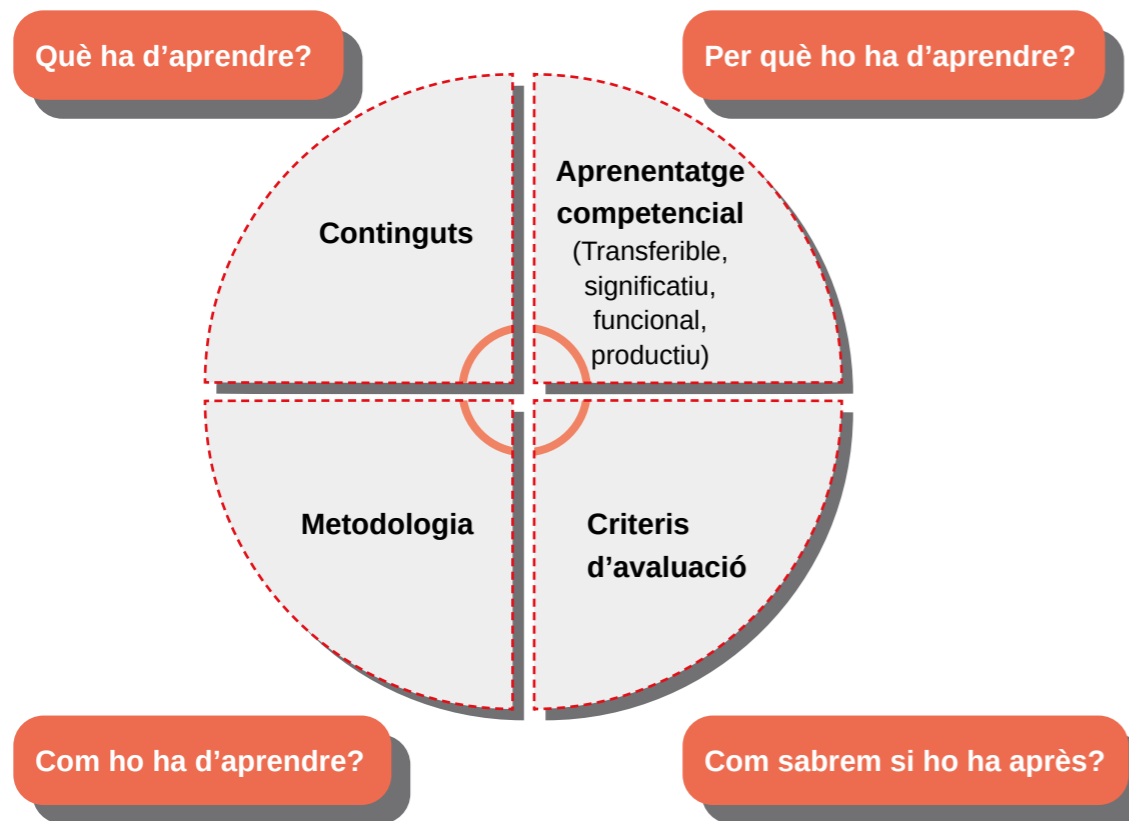 Què ha d’aprendre?
Per què ho ha d’aprendre?
Continguts
Aprenentatge
competencial
(Transferible,
significatiu,
funcional,
productiu)
Metodologia
Criteris
d’avaluació
Com ho ha d’aprendre?
Com sabrem si ho ha après?